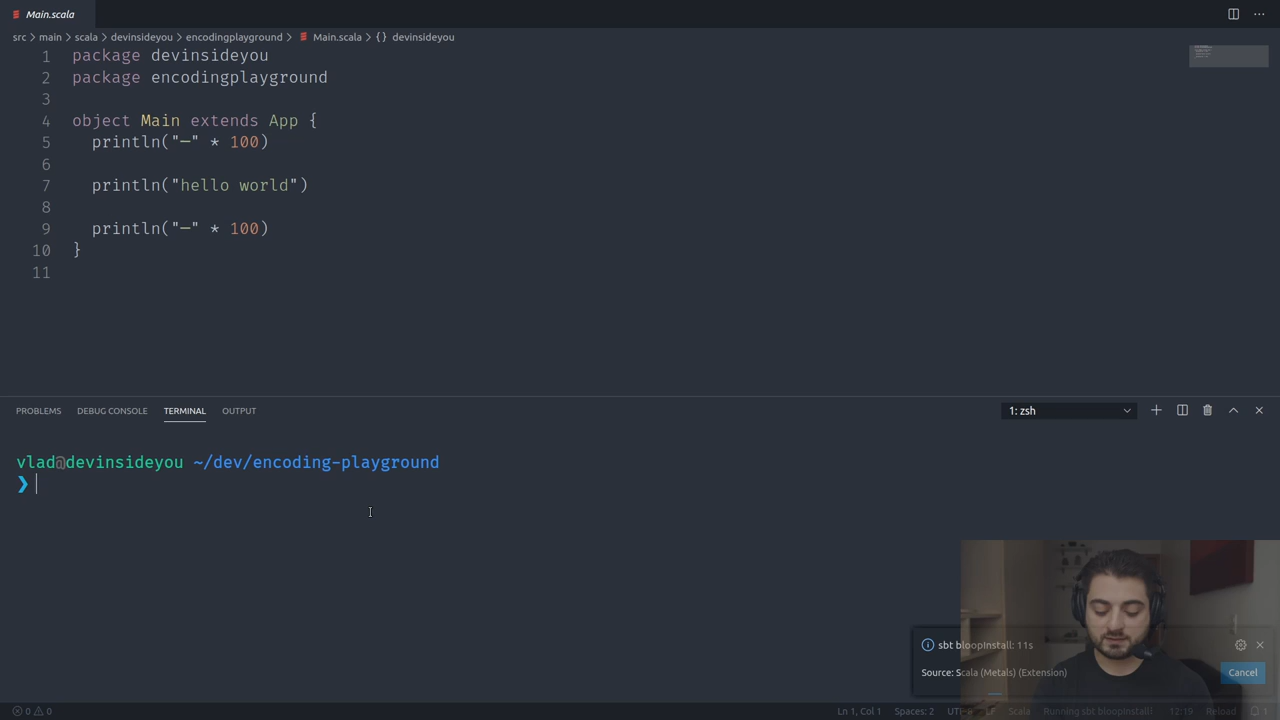 Main.scala
src > main > scala > devinsideyou > encodingplayground > Main.scala > {} devinsideyou
1 package devinsideyou
2 package encodingplayground
3
4 object Main extends App {
5 println("—" * 100)
6
7 println("hello world")
8
9 println("—" * 100)
10 }
11
PROBLEMS DEBUG CONSOLE TERMINAL OUTPUT
1: zsh
vlad@devinsideyou ~/dev/encoding-playground
❯
sbt bloopInstall: 11s
Source: Scala (Metals) (Extension)
Cancel
0 0
Ln 1, Col 1 Spaces: 2 UTF-8 LF Scala Running sbt bloopInstall 12:19 Reload 1